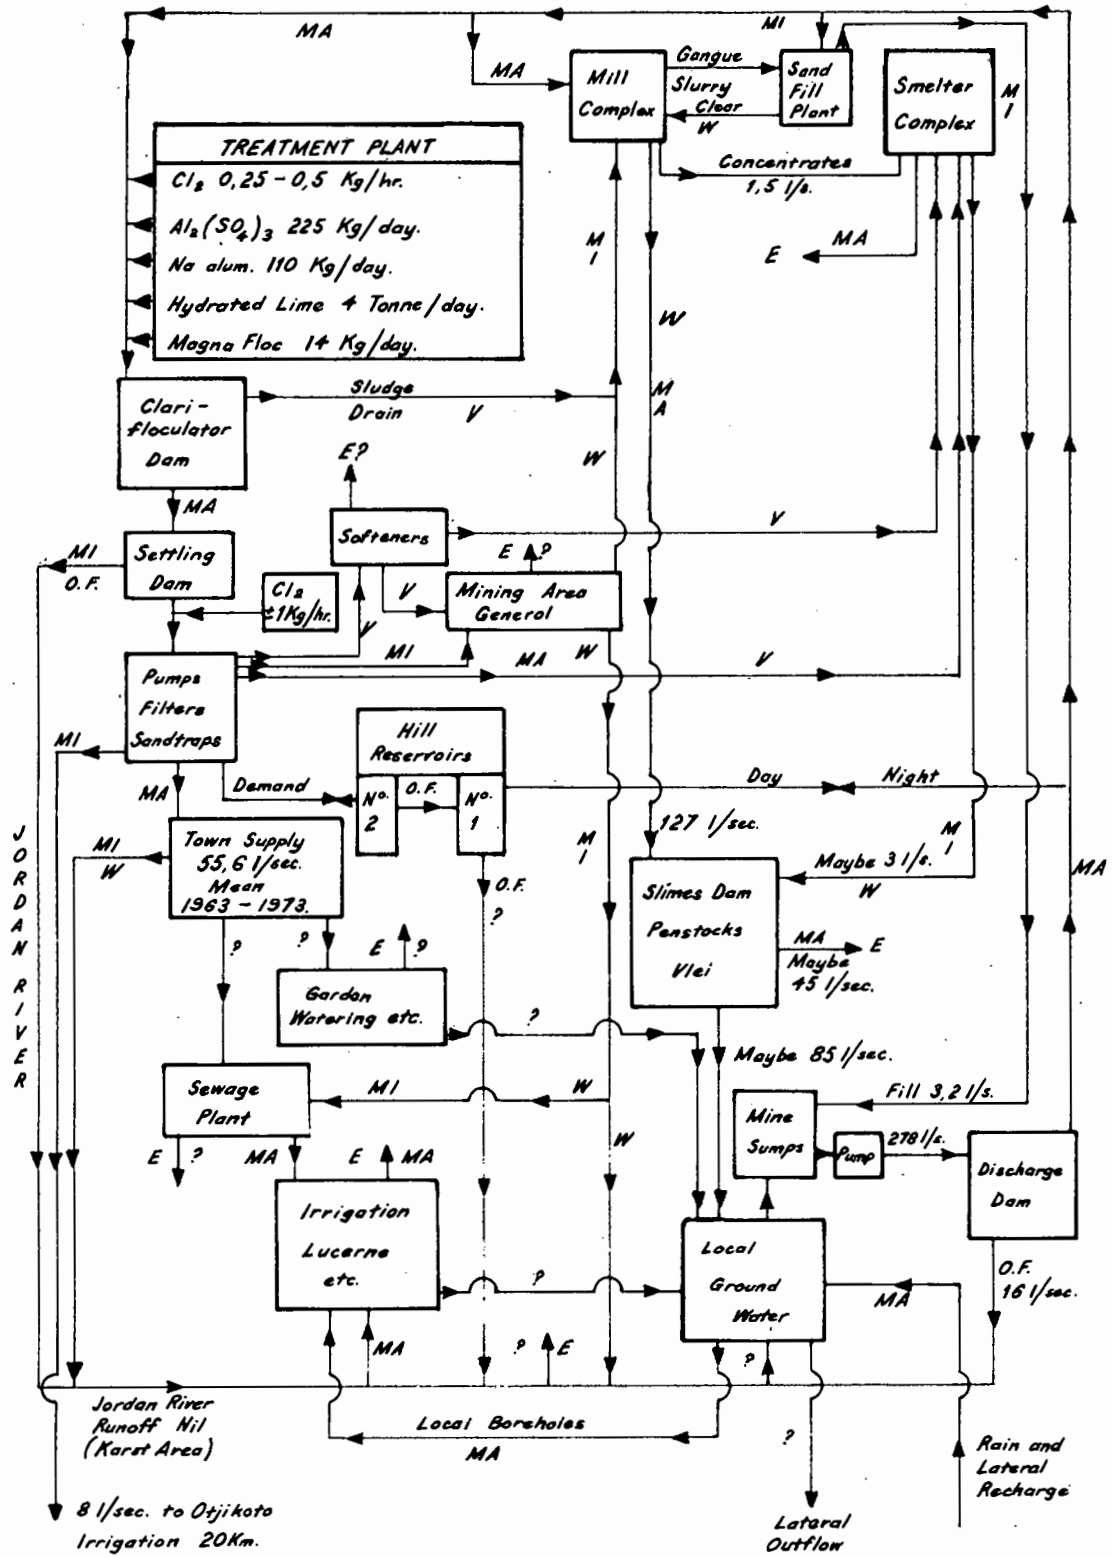 MA
MI
MA
Mill
Complex
Gangue
Slurry
Clear
W
Sand
Fill
Plant
Smelter
Complex
M
I
TREATMENT PLANT
Cl₂ 0,25-0,5 Kg/hr.
Al₂(SO₄)₃ 225 Kg/day.
Na alum. 110 Kg/day.
Hydrated Lime 4 Tonne/day.
Magna Floc 14 Kg/day.
Concentrates
1,5 l/s.
M
I
E
MA
W
M
A
Clari-
floculator
Dam
Sludge
Drain
V
W
E?
MA
Softeners
V
MI
O.F.
Settling
Dam
E ?
Cl₂
±1Kg/hr.
V
V
Mining Area
General
W
MI
MA
V
Pumps
Filters
Sandtraps
MI
Hill
Reservoirs
MA
Demand
Nº.
2
O.F.
Nº.
1
Day
Night
JORDAN RIVER
MI
W
Town Supply
55,6 l/sec.
Mean
1963 - 1973.
M
I
127 l/sec.
Maybe 3 l/s.
W
M
I
MA
O.F.
?
Slimes Dam
Penstocks
Vlei
MA
E
Maybe
45 l/sec.
?
?
E
?
Gardon
Watering etc.
?
Maybe 85 l/sec.
Sewage
Plant
MI
W
Mine
Sumps
Fill 3,2 l/s.
Pump
278 l/s.
Discharge
Dam
E
?
MA
E
MA
W
Irrigation
Lucerne
etc.
?
Local
Ground
Water
MA
O.F.
16 l/sec.
MA
?
E
?
Jordan River
Runoff Nil
(Karst Area)
Local Boreholes
MA
?
Rain and
Lateral
Recharge
8 l/sec. to Otjikoto
Irrigation 20Km.
Lateral
Outflow